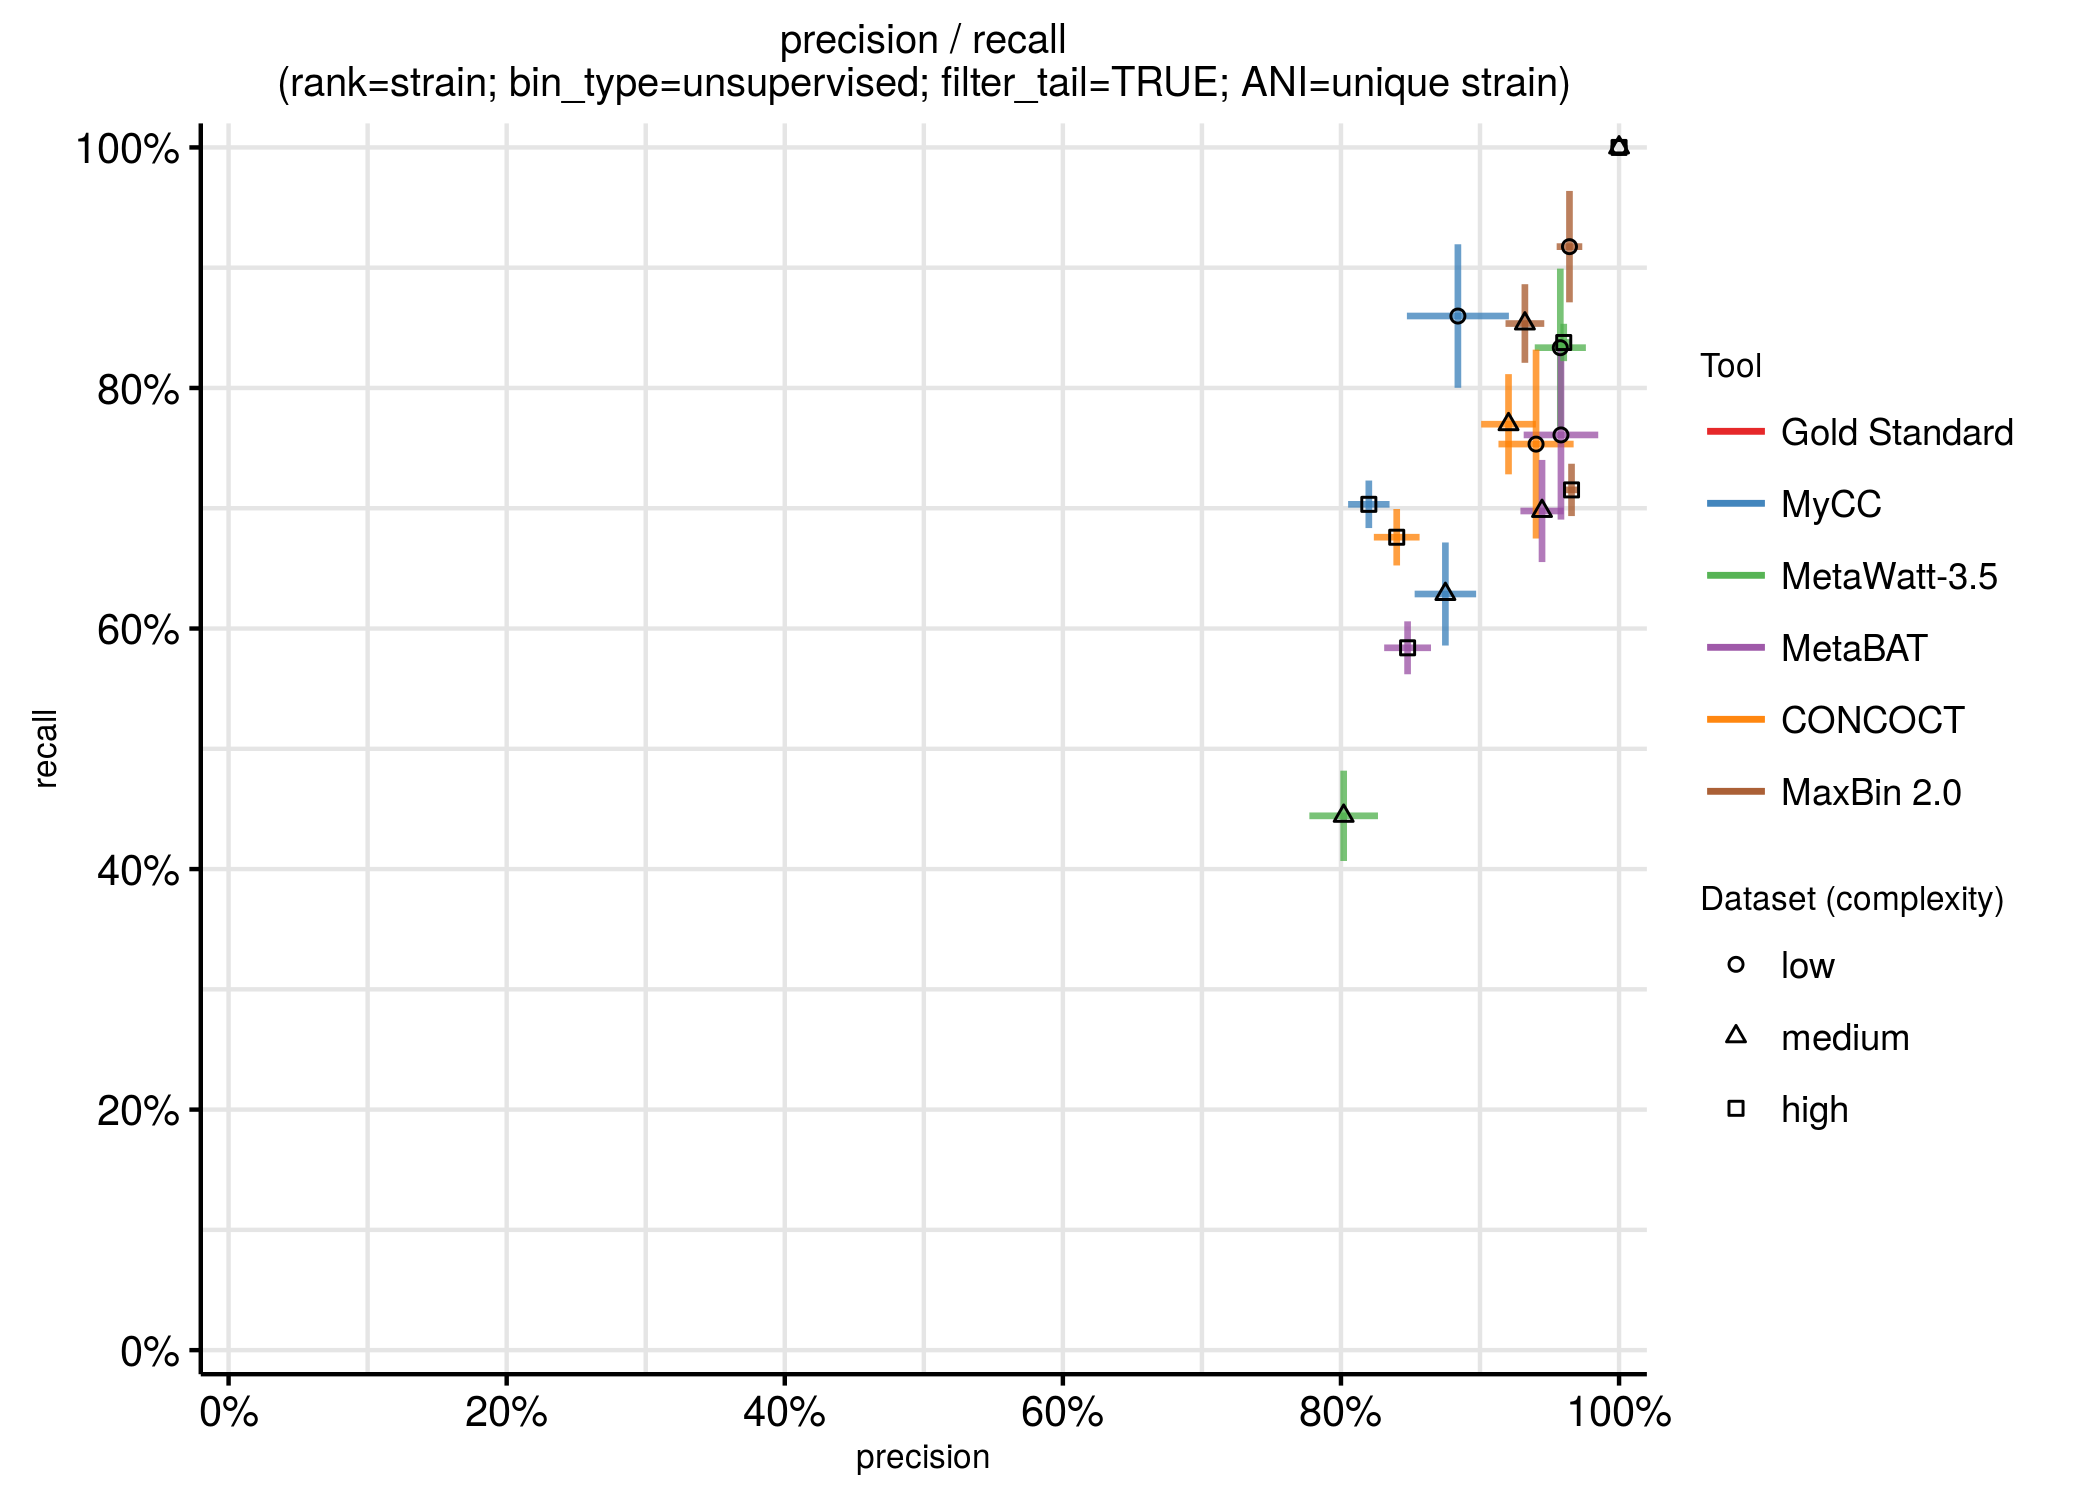 precision / recall
(rank=strain; bin_type=unsupervised; filter_tail=TRUE; ANI=unique strain)
100%
80%
60%
40%
20%
0%
recall
0%
20%
40%
60%
80%
100%
precision
Tool
Gold Standard
MyCC
MetaWatt-3.5
MetaBAT
CONCOCT
MaxBin 2.0
Dataset (complexity)
low
medium
high